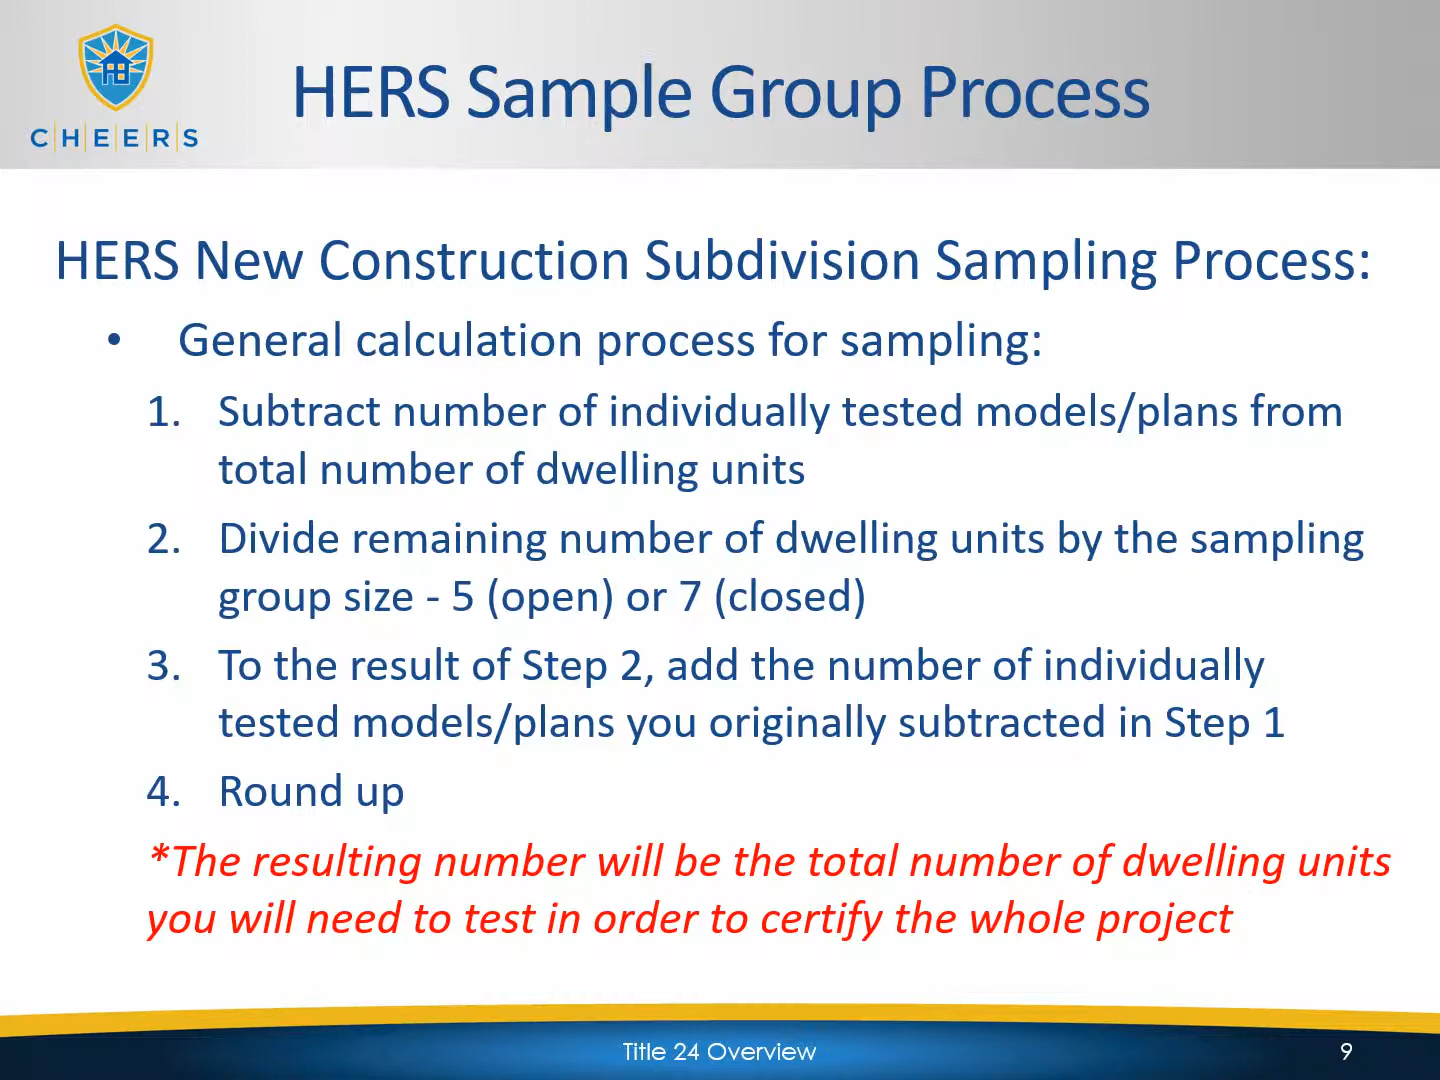 C|H|E|E|R|S
HERS Sample Group Process
HERS New Construction Subdivision Sampling Process:
• General calculation process for sampling:
1. Subtract number of individually tested models/plans from
total number of dwelling units
2. Divide remaining number of dwelling units by the sampling
group size - 5 (open) or 7 (closed)
3. To the result of Step 2, add the number of individually
tested models/plans you originally subtracted in Step 1
4. Round up
*The resulting number will be the total number of dwelling units
you will need to test in order to certify the whole project
Title 24 Overview
9